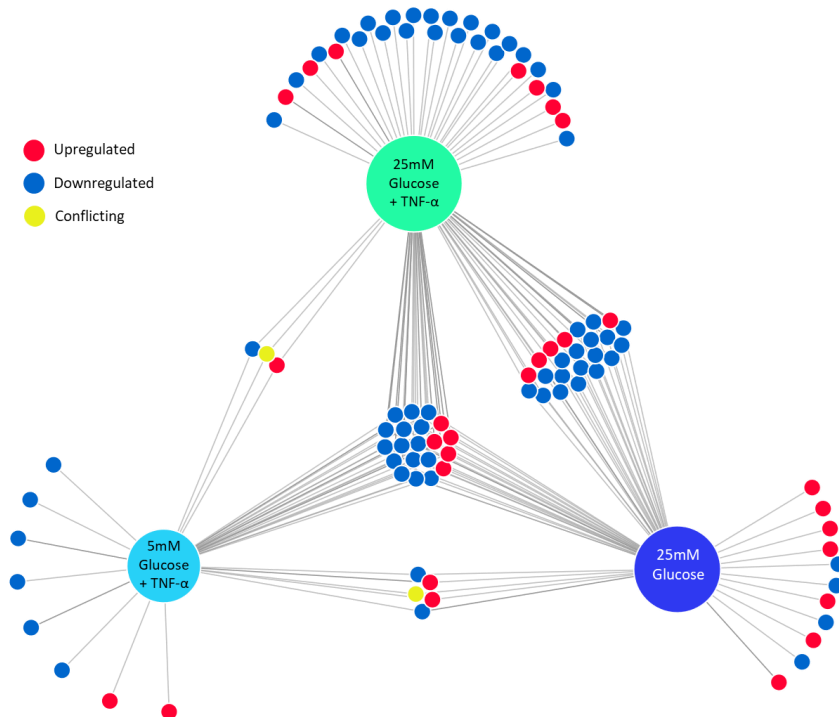 25mM
Glucose
+ TNF-α
Upregulated
Downregulated
Conflicting
5mM
Glucose
+ TNF-α
25mM
Glucose